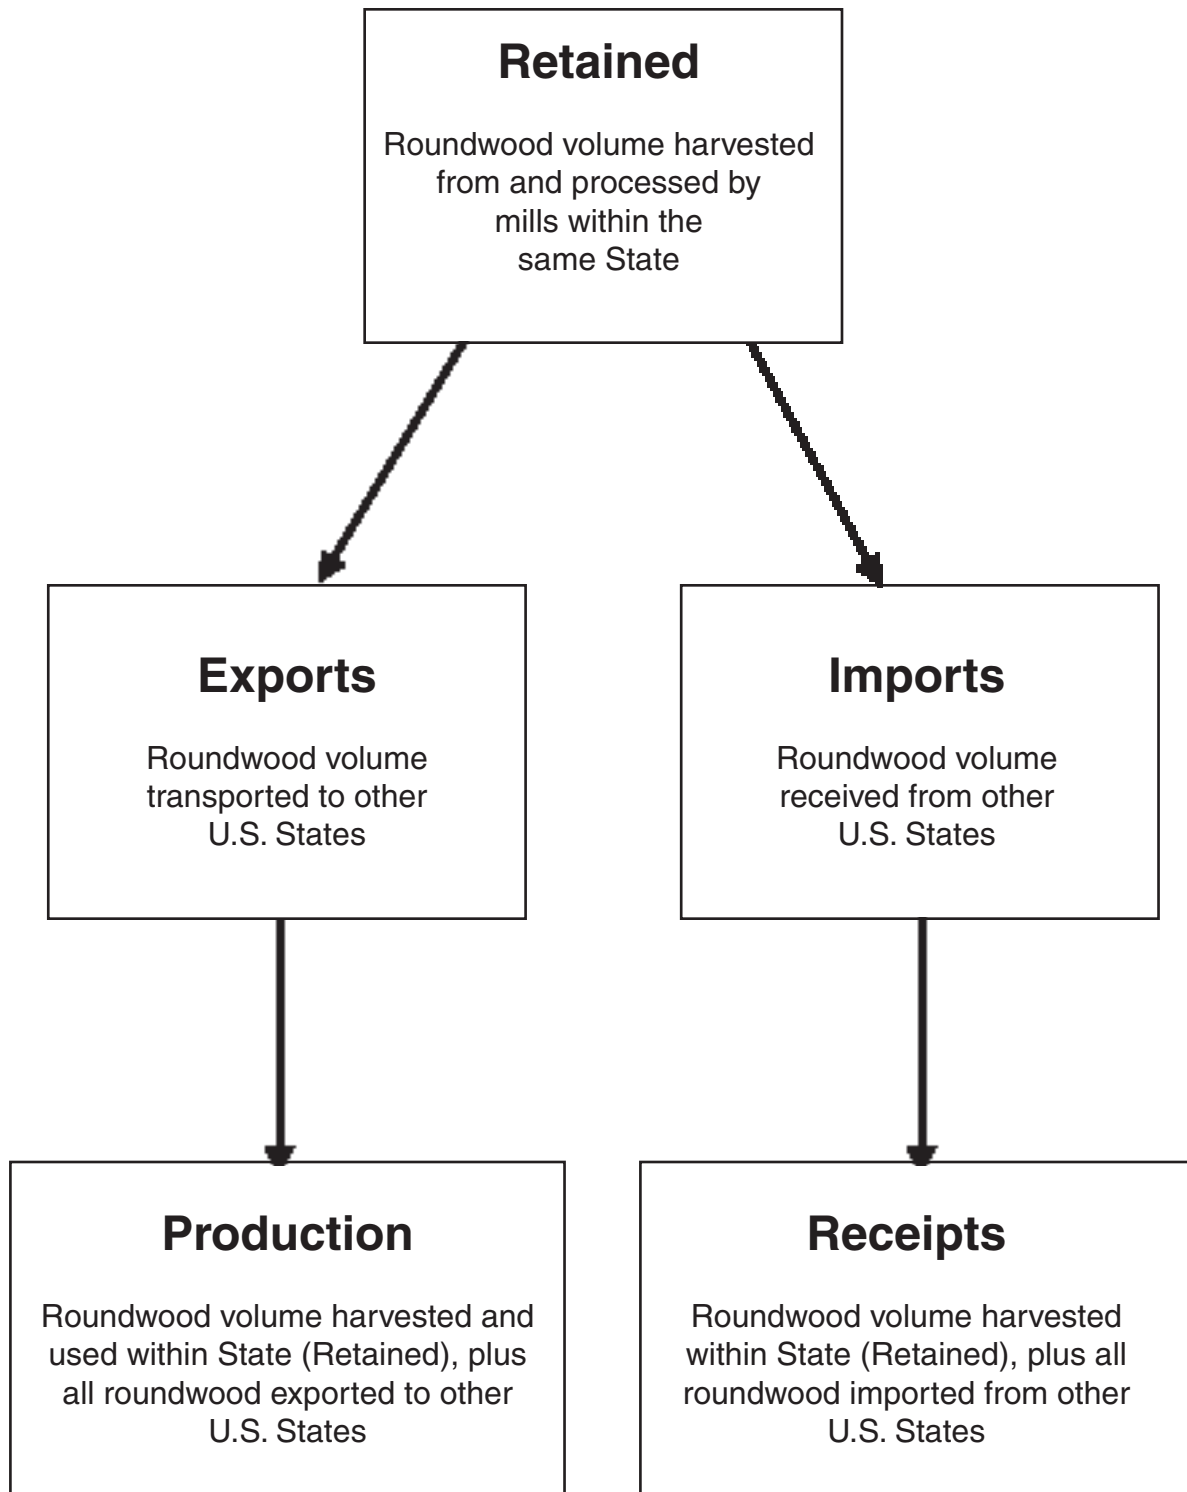 Retained
Roundwood volume harvested
from and processed by
mills within the
same State
Exports
Roundwood volume
transported to other
U.S. States
Imports
Roundwood volume
received from other
U.S. States
Production
Roundwood volume harvested and
used within State (Retained), plus
all roundwood exported to other
U.S. States
Receipts
Roundwood volume harvested
within State (Retained), plus all
roundwood imported from other
U.S. States